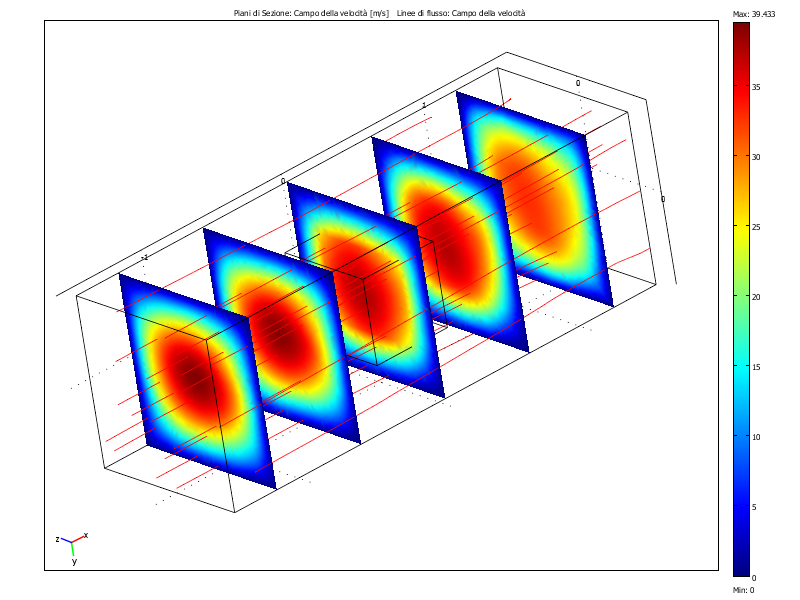 Piani di Sezione: Campo della velocità [m/s] Linee di flusso: Campo della velocità
Max: 39.433
35
30
25
20
15
10
5
0
Min: 0
0
1
0
-1
0
z
x
y